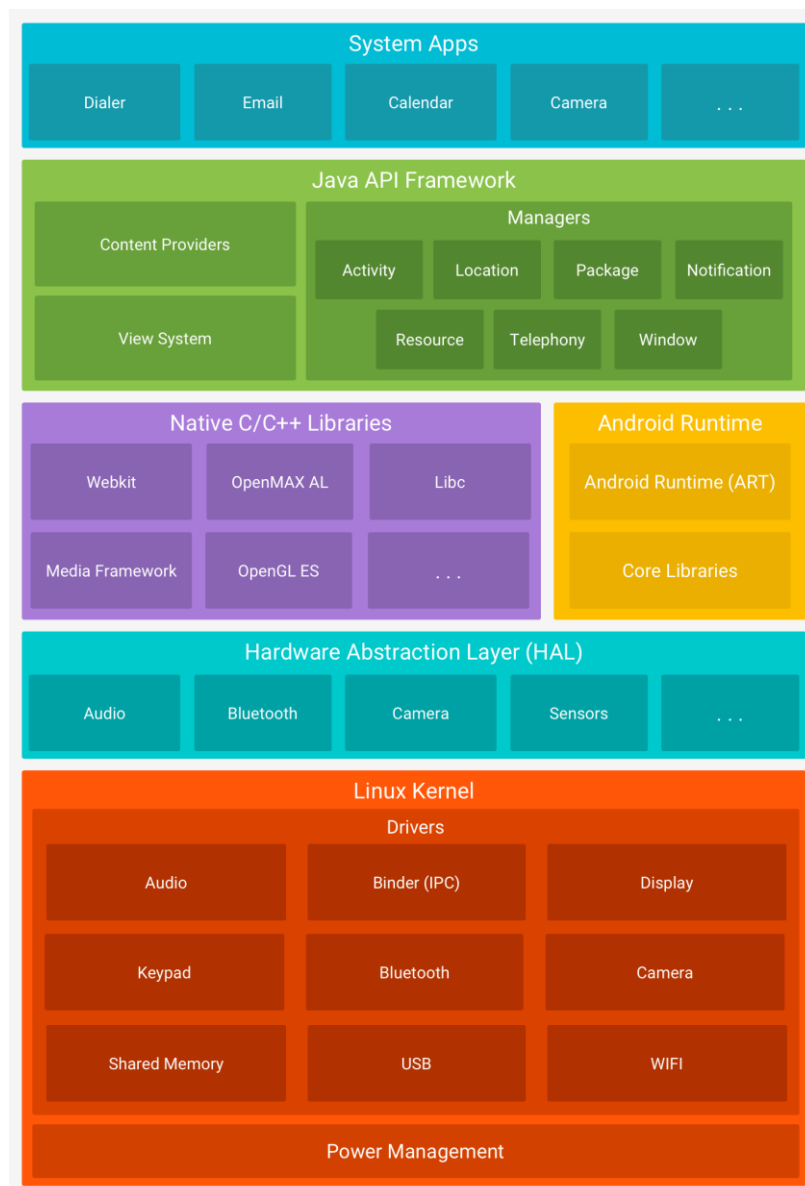 System Apps
Dialer
Email
Calendar
Camera
. . .
Java API Framework
Content Providers
View System
Managers
Activity
Location
Package
Notification
Resource
Telephony
Window
Native C/C++ Libraries
Webkit
OpenMAX AL
Libc
Media Framework
OpenGL ES
. . .
Android Runtime
Android Runtime (ART)
Core Libraries
Hardware Abstraction Layer (HAL)
Audio
Bluetooth
Camera
Sensors
. . .
Linux Kernel
Drivers
Audio
Binder (IPC)
Display
Keypad
Bluetooth
Camera
Shared Memory
USB
WIFI
Power Management